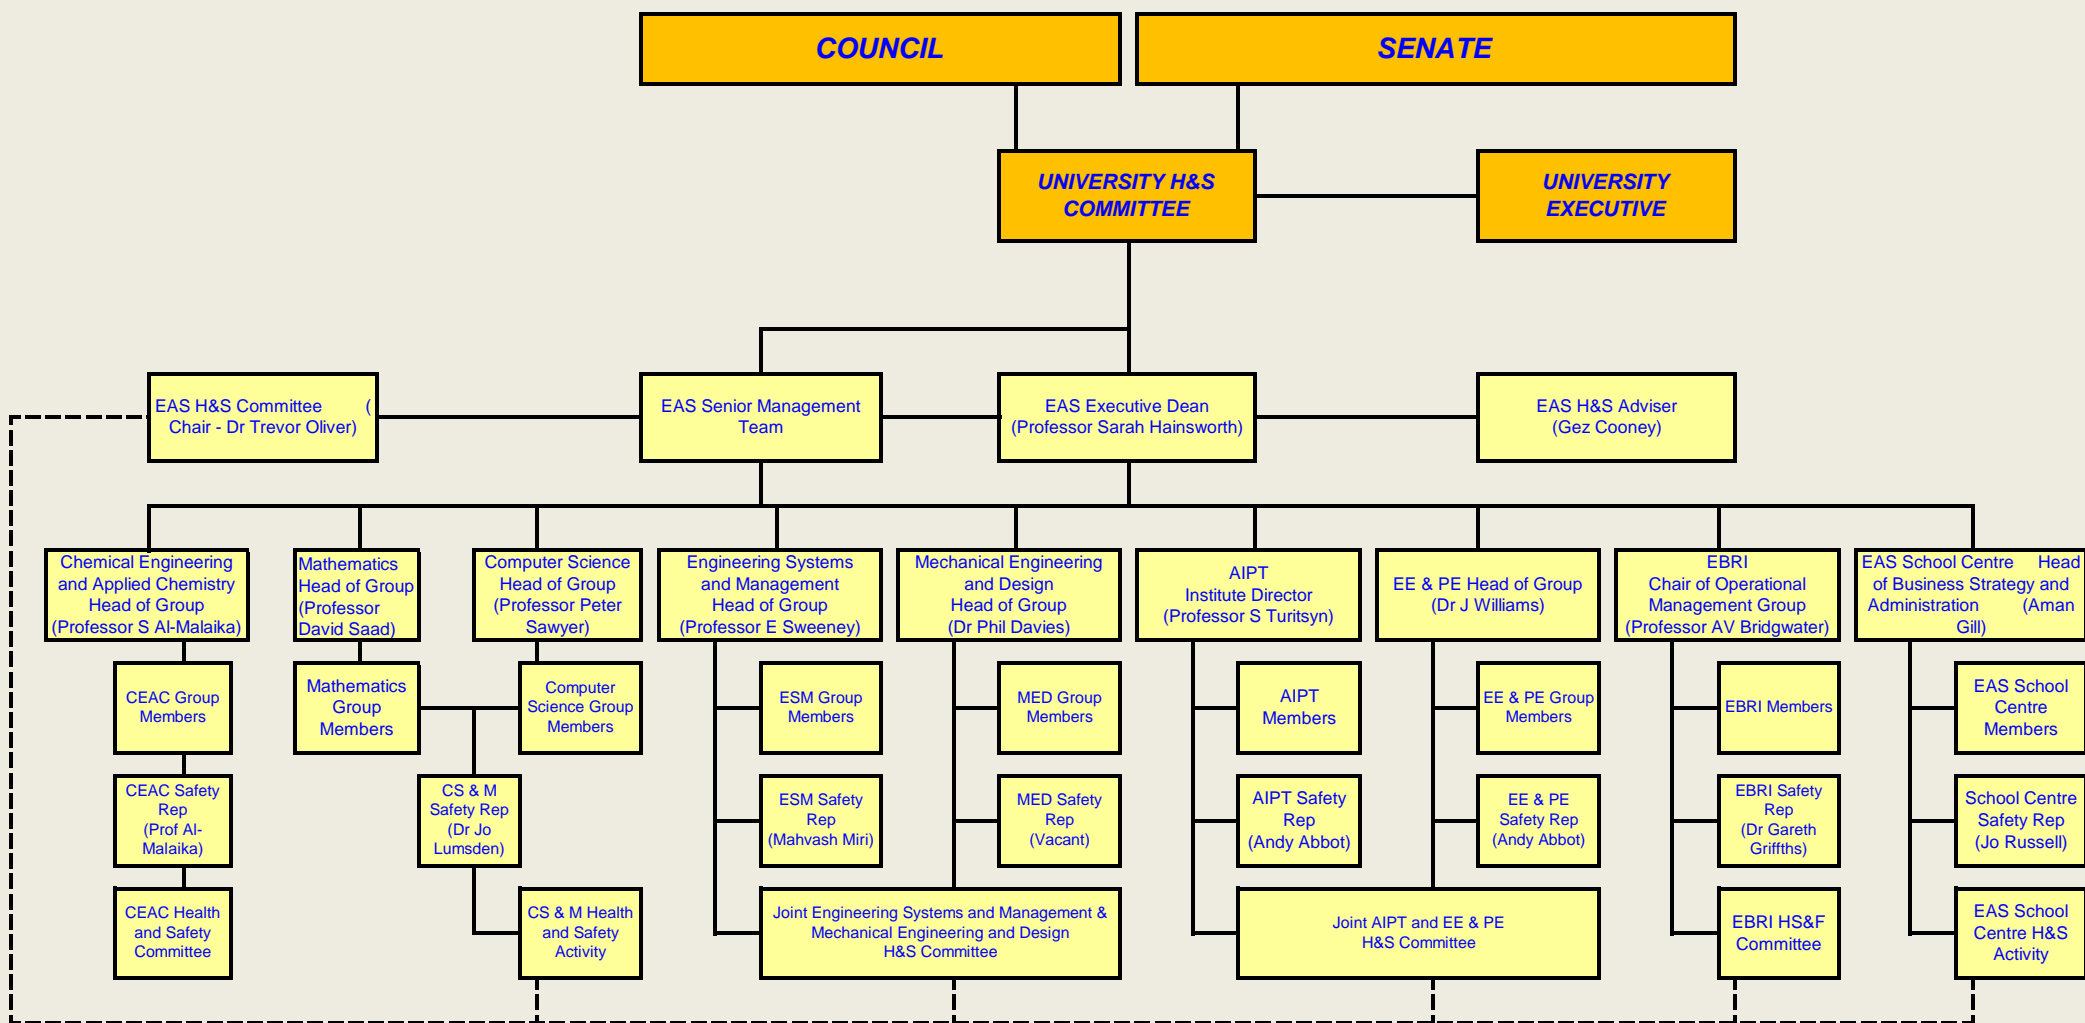 COUNCIL
SENATE
UNIVERSITY H&S
COMMITTEE
UNIVERSITY
EXECUTIVE
EAS H&S Committee (
Chair - Dr Trevor Oliver)
EAS Senior Management
Team
EAS Executive Dean
(Professor Sarah Hainsworth)
EAS H&S Adviser
(Gez Cooney)
Chemical Engineering
and Applied Chemistry
Head of Group
(Professor S Al-Malaika)
Mathematics
Head of Group
(Professor
David Saad)
Computer Science
Head of Group
(Professor Peter
Sawyer)
Engineering Systems
and Management
Head of Group
(Professor E Sweeney)
Mechanical Engineering
and Design
Head of Group
(Dr Phil Davies)
AIPT
Institute Director
(Professor S Turitsyn)
EE & PE Head of Group
(Dr J Williams)
EBRI
Chair of Operational
Management Group
(Professor AV Bridgwater)
EAS School Centre Head
of Business Strategy and
Administration (Aman
Gill)
CEAC Group
Members
Mathematics
Group
Members
Computer
Science Group
Members
ESM Group
Members
MED Group
Members
AIPT
Members
EE & PE Group
Members
EBRI Members
EAS School
Centre
Members
CEAC Safety
Rep
(Prof Al-
Malaika)
CS & M
Safety Rep
(Dr Jo
Lumsden)
ESM Safety
Rep
(Mahvash Miri)
MED Safety
Rep
(Vacant)
AIPT Safety
Rep
(Andy Abbot)
EE & PE
Safety Rep
(Andy Abbot)
EBRI Safety
Rep
(Dr Gareth
Griffths)
School Centre
Safety Rep
(Jo Russell)
CEAC Health
and Safety
Committee
CS & M Health
and Safety
Activity
Joint Engineering Systems and Management &
Mechanical Engineering and Design
H&S Committee
Joint AIPT and EE & PE
H&S Committee
EBRI HS&F
Committee
EAS School
Centre H&S
Activity